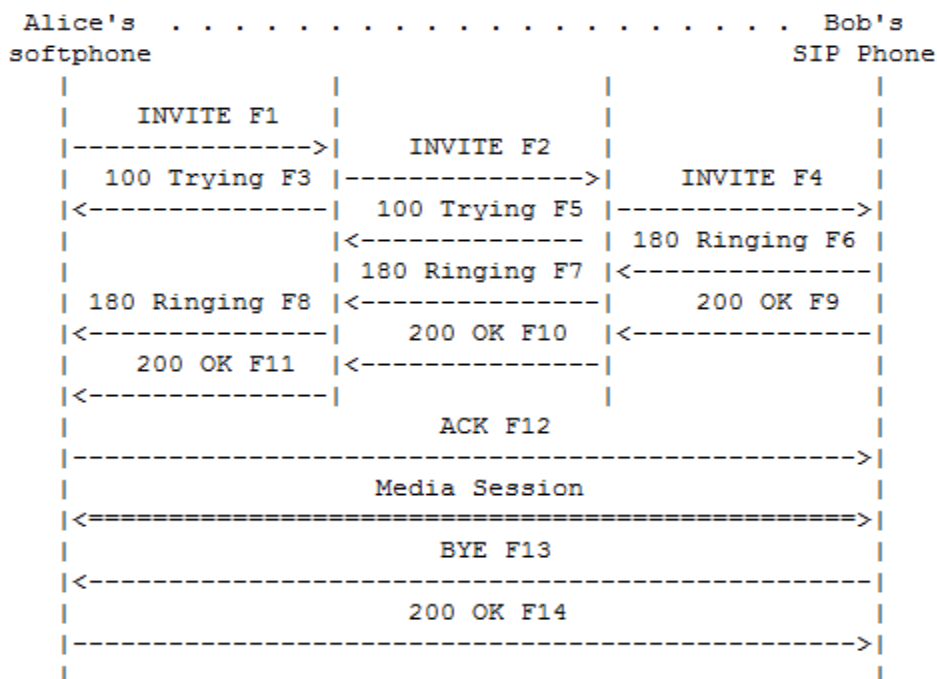 Alice's  . . . . . . . . . . . . . . . . . . . .  Bob's
softphone                                        SIP Phone
   |                |                |                |
   |    INVITE F1   |                |                |
   |--------------->|    INVITE F2   |                |
   |  100 Trying F3 |--------------->|    INVITE F4   |
   |<---------------|  100 Trying F5 |--------------->|
   |                |<-------------- | 180 Ringing F6 |
   |                | 180 Ringing F7 |<---------------|
   | 180 Ringing F8 |<---------------|     200 OK F9  |
   |<---------------|    200 OK F10  |<---------------|
   |    200 OK F11  |<---------------|                |
   |<---------------|                |                |
   |                       ACK F12                    |
   |------------------------------------------------->|
   |                   Media Session                  |
   |<================================================>|
   |                       BYE F13                    |
   |<-------------------------------------------------|
   |                     200 OK F14                   |
   |------------------------------------------------->|
   |                                                  |